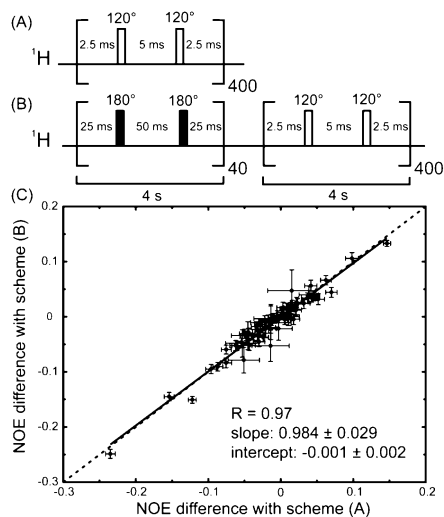 (A)
120° 120°
2.5 ms 5 ms 2.5 ms
¹H
400
(B)
180° 180° 120° 120°
25 ms 50 ms 25 ms 2.5 ms 5 ms 2.5 ms
¹H
40 400
4 s 4 s
(C)
0.2
0.1
0
-0.1
-0.2
-0.3
NOE difference with scheme (B)
R = 0.97
slope: 0.984 ± 0.029
intercept: -0.001 ± 0.002
-0.3 -0.2 -0.1 0 0.1 0.2
NOE difference with scheme (A)